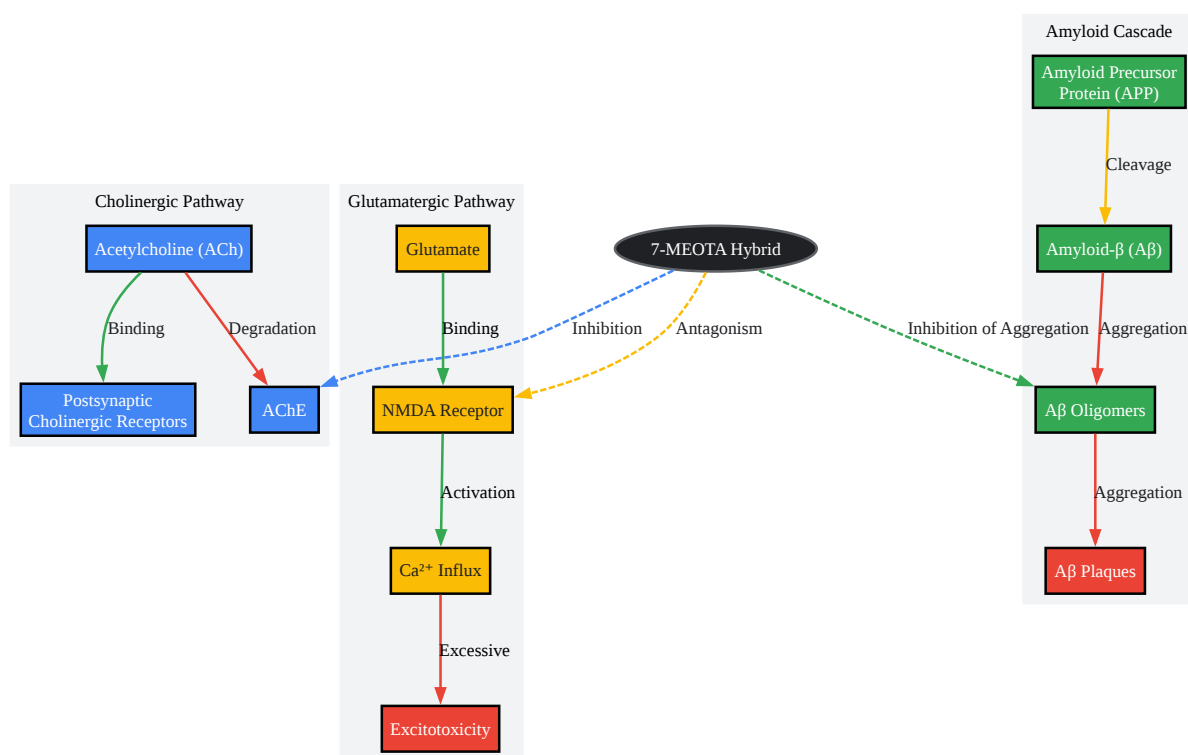 Amyloid Cascade
Amyloid Precursor
Protein (APP)
Cleavage
Cholinergic Pathway
Glutamatergic Pathway
Acetylcholine (ACh)
Glutamate
7-MEOTA Hybrid
Amyloid-β (Aβ)
Binding
Degradation
Binding
Inhibition
Antagonism
Inhibition of Aggregation
Aggregation
Postsynaptic
Cholinergic Receptors
AChE
NMDA Receptor
Aβ Oligomers
Activation
Aggregation
Ca²⁺ Influx
Aβ Plaques
Excessive
Excitotoxicity